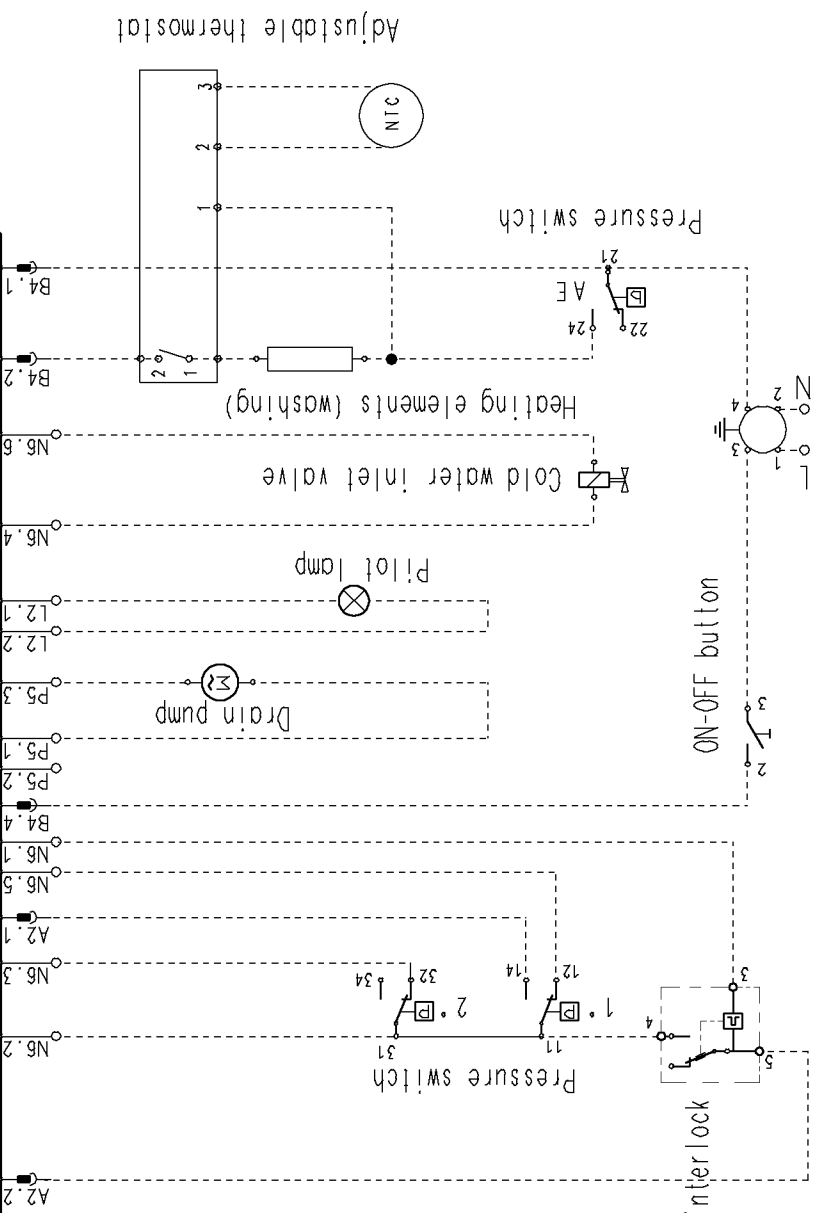 Adjustable thermostat
3
NTC
2
1
Pressure switch
21
B4.1
AE
P
24
22
2
1
B4.2
Heating elements (washing)
4
2
N
N6.6
3
1
L
Cold water inlet valve
N6.4
Pilot lamp
L2.1
L2.2
P5.3
M
~
Drain pump
ON-OFF button
3
P5.1
P5.2
2
B4.4
N6.1
N6.5
A2.1
N6.3
34
32
14
12
3
P
2°
P
1°
4
N6.2
31
11
5
Pressure switch
nterlock
A2.2